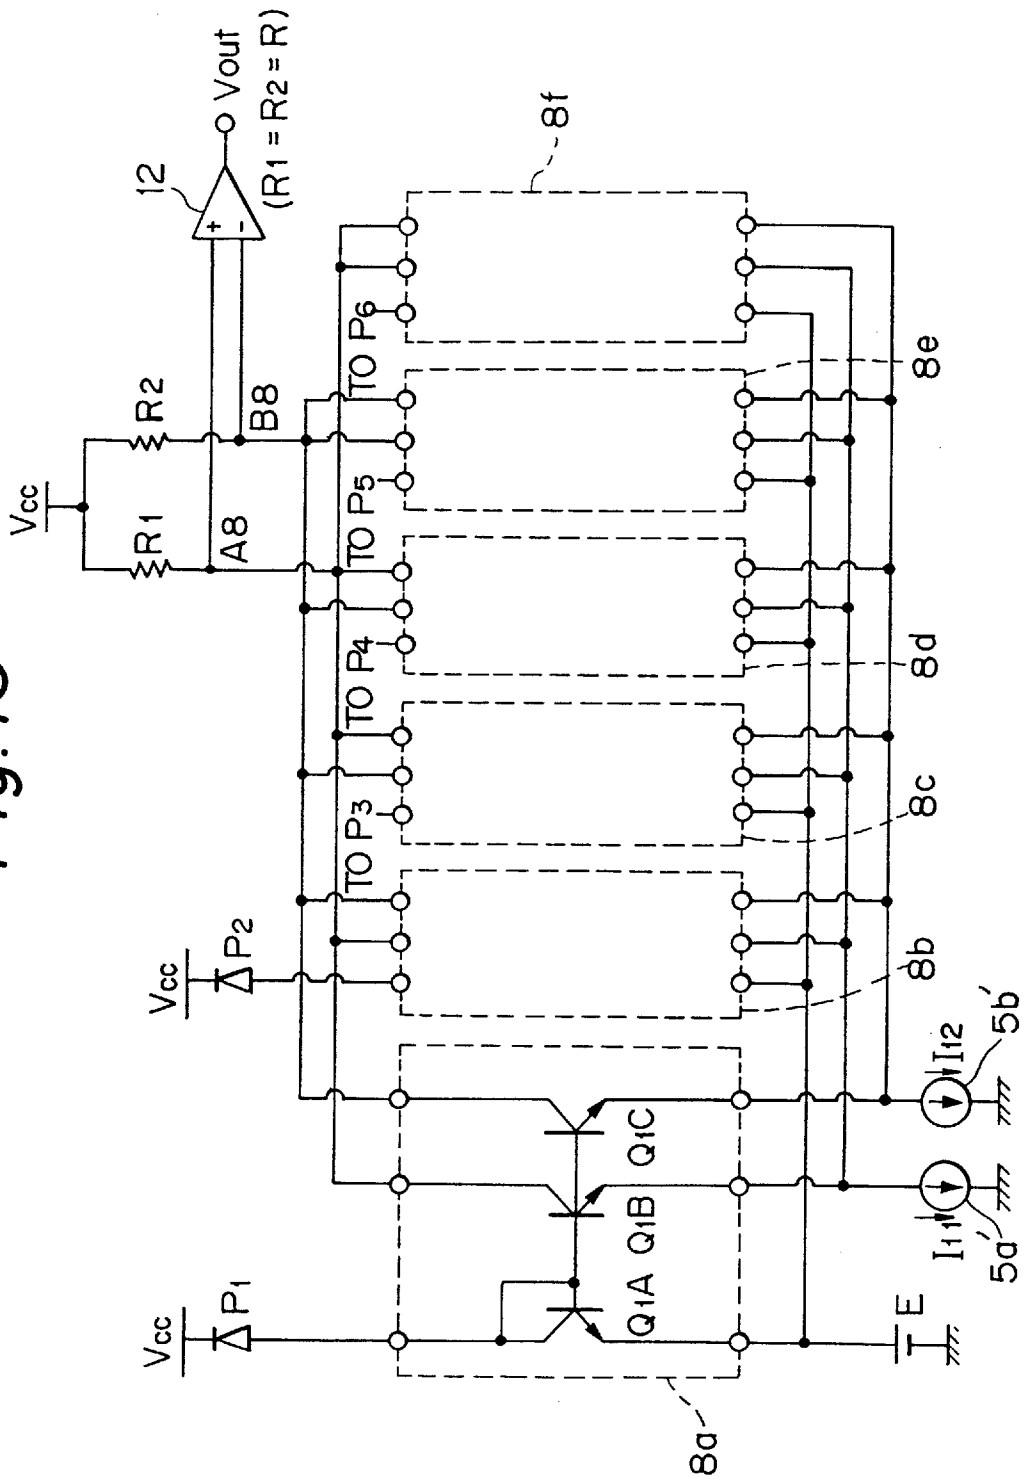 Fig.
Vcc
R1
R2
A8
B8
12
Vout
(R1 = R2 = R)
Vcc
P1
Vcc
P2
TO P3
TO P4
TO P5
TO P6
Q1A
Q1B
Q1C
8a
8b
8c
8d
8e
8f
E
I11
5a'
I12
5b'